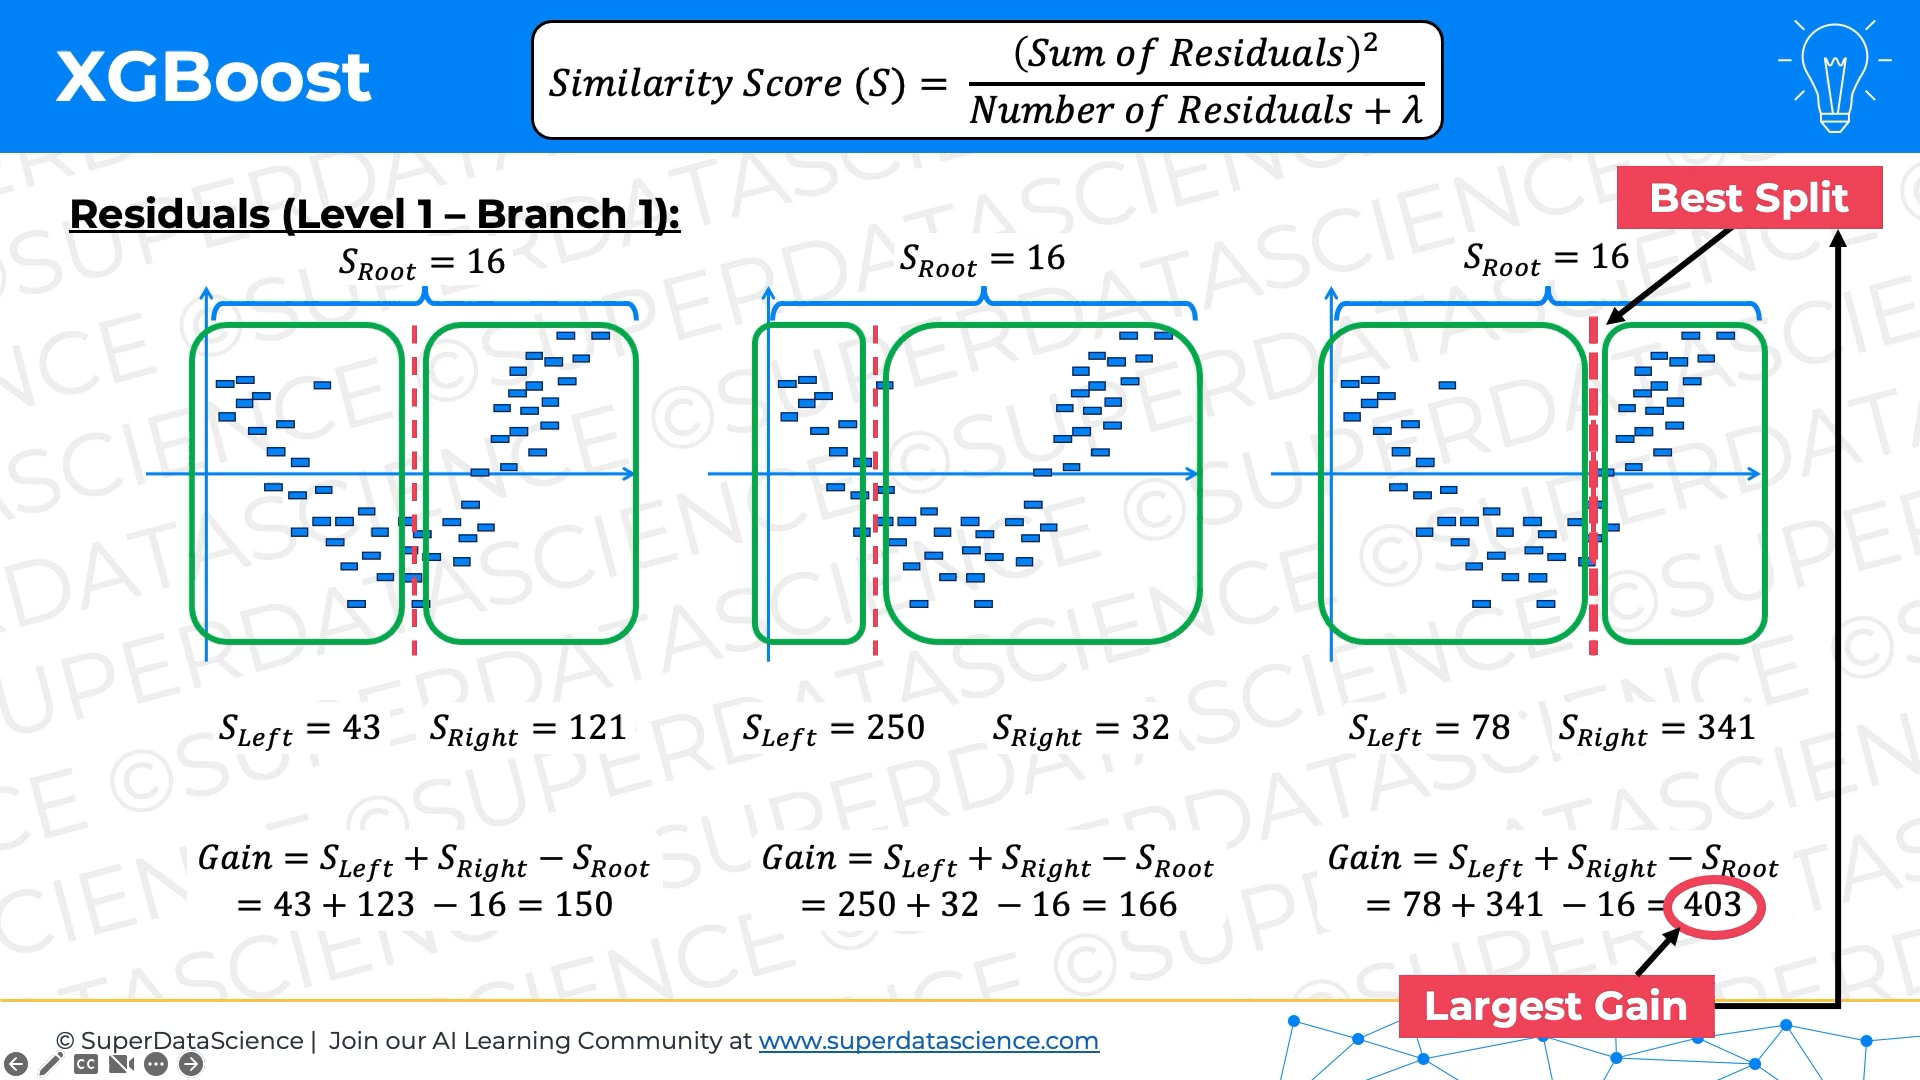 XGBoost
Similarity Score (S) = (Sum of Residuals)² / Number of Residuals + λ
Residuals (Level 1 – Branch 1):
Best Split
S_Root = 16
S_Root = 16
S_Root = 16
S_Left = 43 S_Right = 121
S_Left = 250 S_Right = 32
S_Left = 78 S_Right = 341
Gain = S_Left + S_Right − S_Root
= 43 + 123 − 16 = 150
Gain = S_Left + S_Right − S_Root
= 250 + 32 − 16 = 166
Gain = S_Left + S_Right − S_Root
= 78 + 341 − 16 = 403
Largest Gain
© SuperDataScience | Join our AI Learning Community at www.superdatascience.com
CC
©SUPERDATASCIENCE